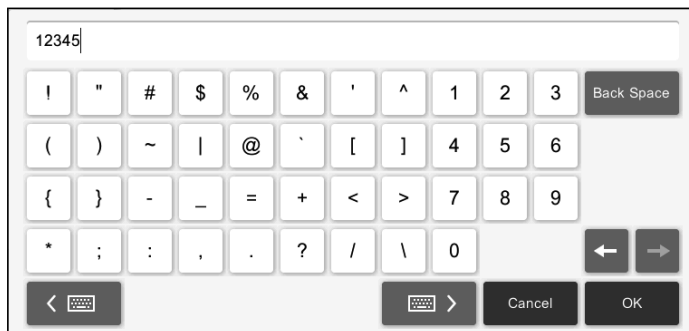 12345
! " # $ % & ' ^ 1 2 3 Back Space
( ) ~ | @ ` [ ] 4 5 6
{ } - _ = + < > 7 8 9
* ; : , . ? / \ 0 ← →
< > Cancel OK